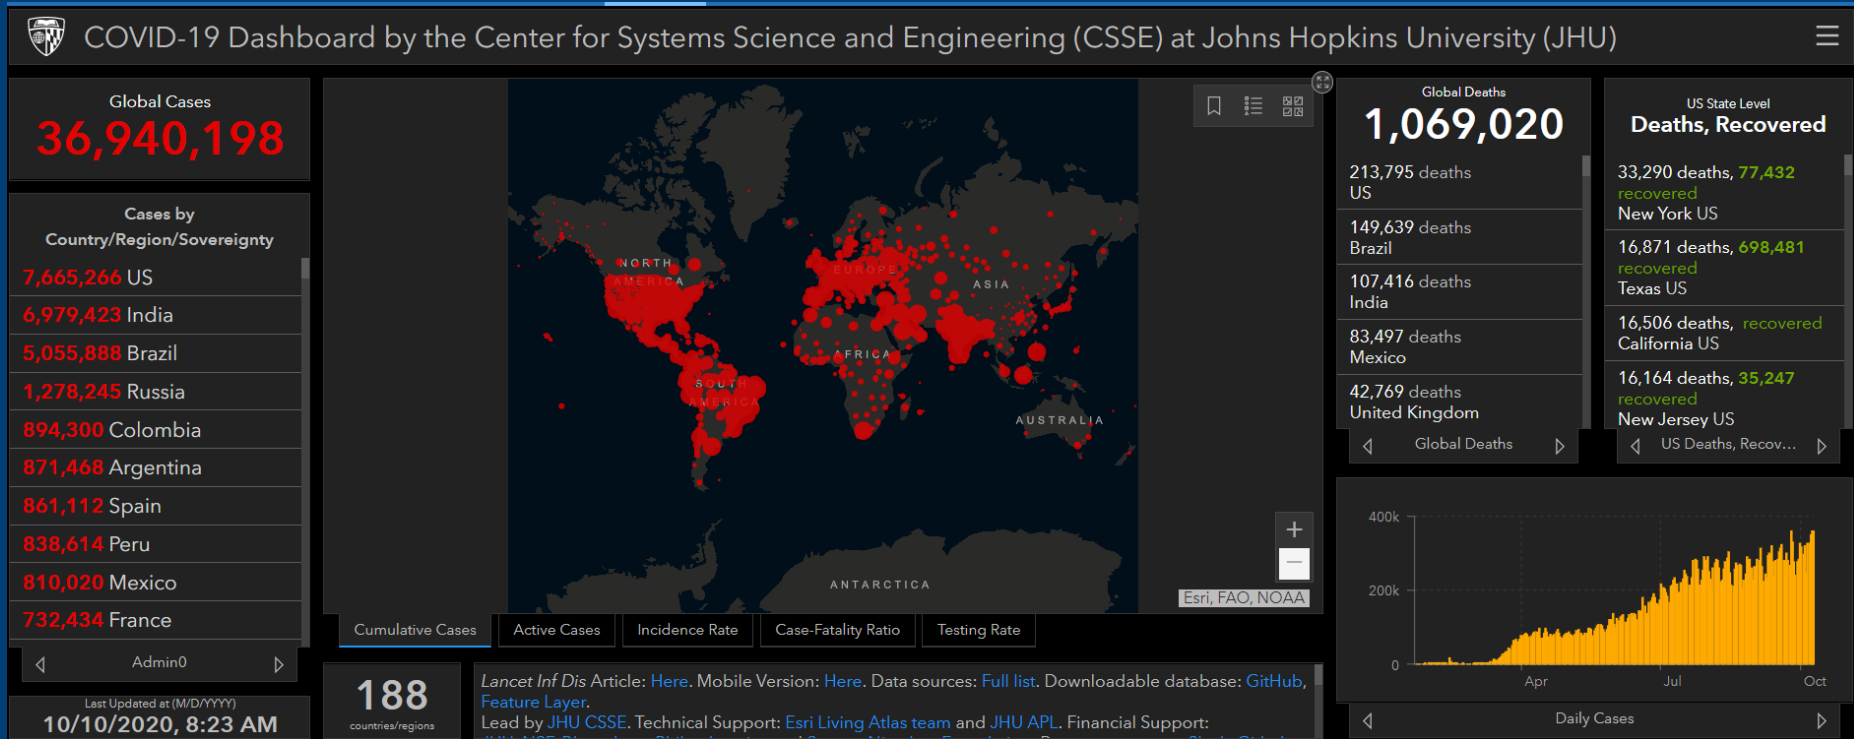 COVID-19 Dashboard by the Center for Systems Science and Engineering (CSSE) at Johns Hopkins University (JHU)
Global Cases
36,940,198
Cases by
Country/Region/Sovereignty
7,665,266 US
6,979,423 India
5,055,888 Brazil
1,278,245 Russia
894,300 Colombia
871,468 Argentina
861,112 Spain
838,614 Peru
810,020 Mexico
732,434 France
Admin0
Last Updated at (M/D/YYYY)
10/10/2020, 8:23 AM
NORTH
AMERICA
EUROPE
ASIA
AFRICA
SOUTH
AMERICA
AUSTRALIA
ANTARCTICA
+
−
Esri, FAO, NOAA
Cumulative Cases
Active Cases
Incidence Rate
Case-Fatality Ratio
Testing Rate
188
countries/regions
Lancet Inf Dis Article: Here. Mobile Version: Here. Data sources: Full list. Downloadable database: GitHub,
Feature Layer.
Lead by JHU CSSE. Technical Support: Esri Living Atlas team and JHU APL. Financial Support:
Global Deaths
1,069,020
213,795 deaths
US
149,639 deaths
Brazil
107,416 deaths
India
83,497 deaths
Mexico
42,769 deaths
United Kingdom
Global Deaths
US State Level
Deaths, Recovered
33,290 deaths, 77,432
recovered
New York US
16,871 deaths, 698,481
recovered
Texas US
16,506 deaths, recovered
California US
16,164 deaths, 35,247
recovered
New Jersey US
US Deaths, Recov...
400k
200k
0
Apr
Jul
Oct
Daily Cases